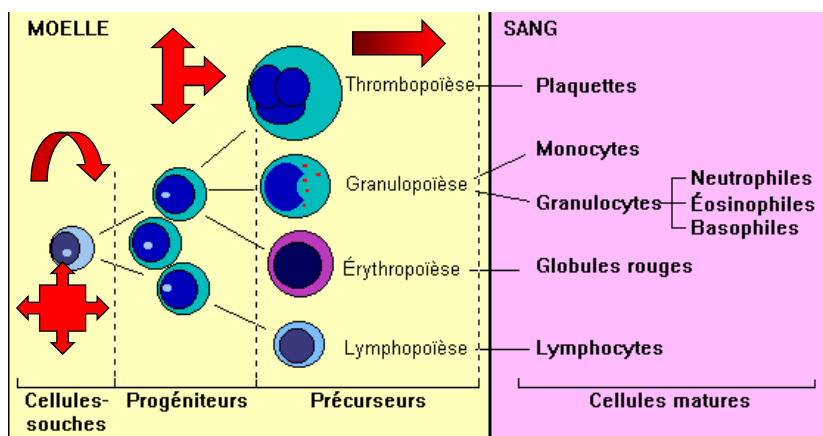 MOELLE
SANG
Thrombopoïèse
Plaquettes
Monocytes
Granulopoïèse
Granulocytes
Neutrophiles
Éosinophiles
Basophiles
Érythropoïèse
Globules rouges
Lymphopoïèse
Lymphocytes
Cellules-
souches
Progéniteurs
Précurseurs
Cellules matures